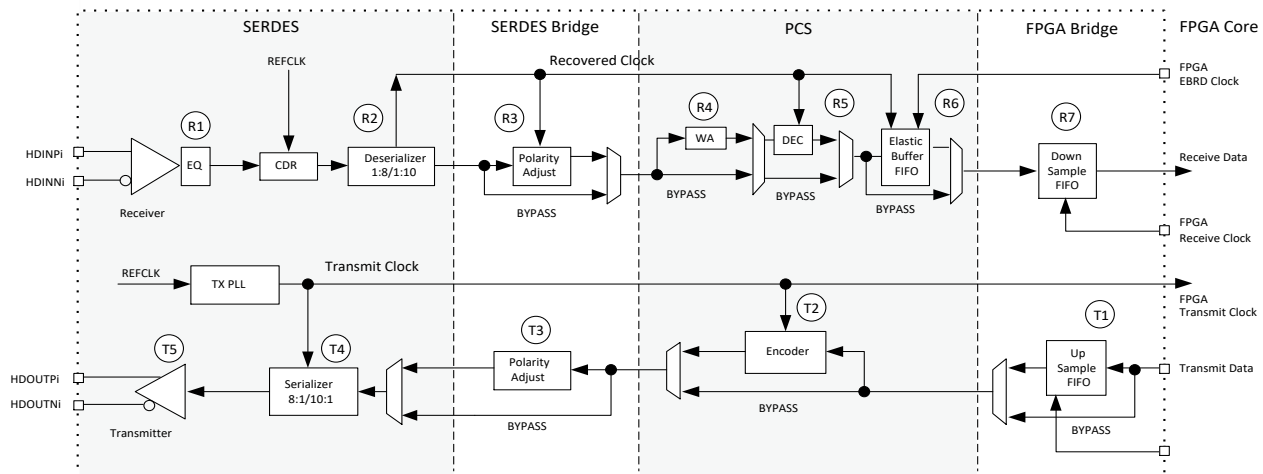 SERDES
SERDES Bridge
PCS
FPGA Bridge
FPGA Core
REFCLK
Recovered Clock
FPGA
EBRD Clock
R1
R2
R3
R4
R5
R6
R7
HDINPi
HDINNi
EQ
CDR
Deserializer
1:8/1:10
Polarity
Adjust
WA
DEC
Elastic
Buffer
FIFO
Down
Sample
FIFO
Receive Data
Receiver
BYPASS
BYPASS
BYPASS
BYPASS
FPGA
Receive Clock
REFCLK
TX PLL
Transmit Clock
FPGA
Transmit Clock
T1
T2
T3
T4
T5
HDOUTPi
HDOUTNi
Serializer
8:1/10:1
Polarity
Adjust
Encoder
Up
Sample
FIFO
Transmit Data
Transmitter
BYPASS
BYPASS
BYPASS